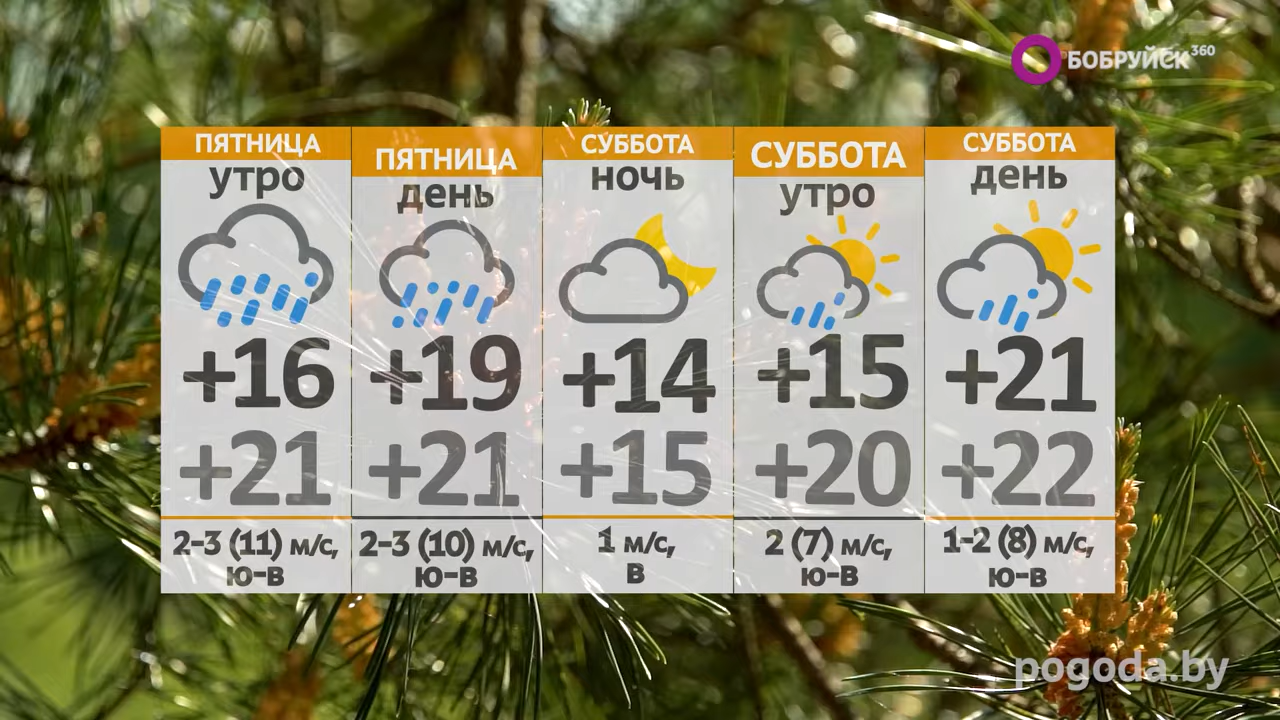 БОБРУЙСК360
ПЯТНИЦА
утро
+16
+21
2-3 (11) м/с,
ю-в
ПЯТНИЦА
день
+19
+21
2-3 (10) м/с,
ю-в
СУББОТА
ночь
+14
+15
1 м/с,
в
СУББОТА
утро
+15
+20
2 (7) м/с,
ю-в
СУББОТА
день
+21
+22
1-2 (8) м/с,
ю-в
pogoda.by